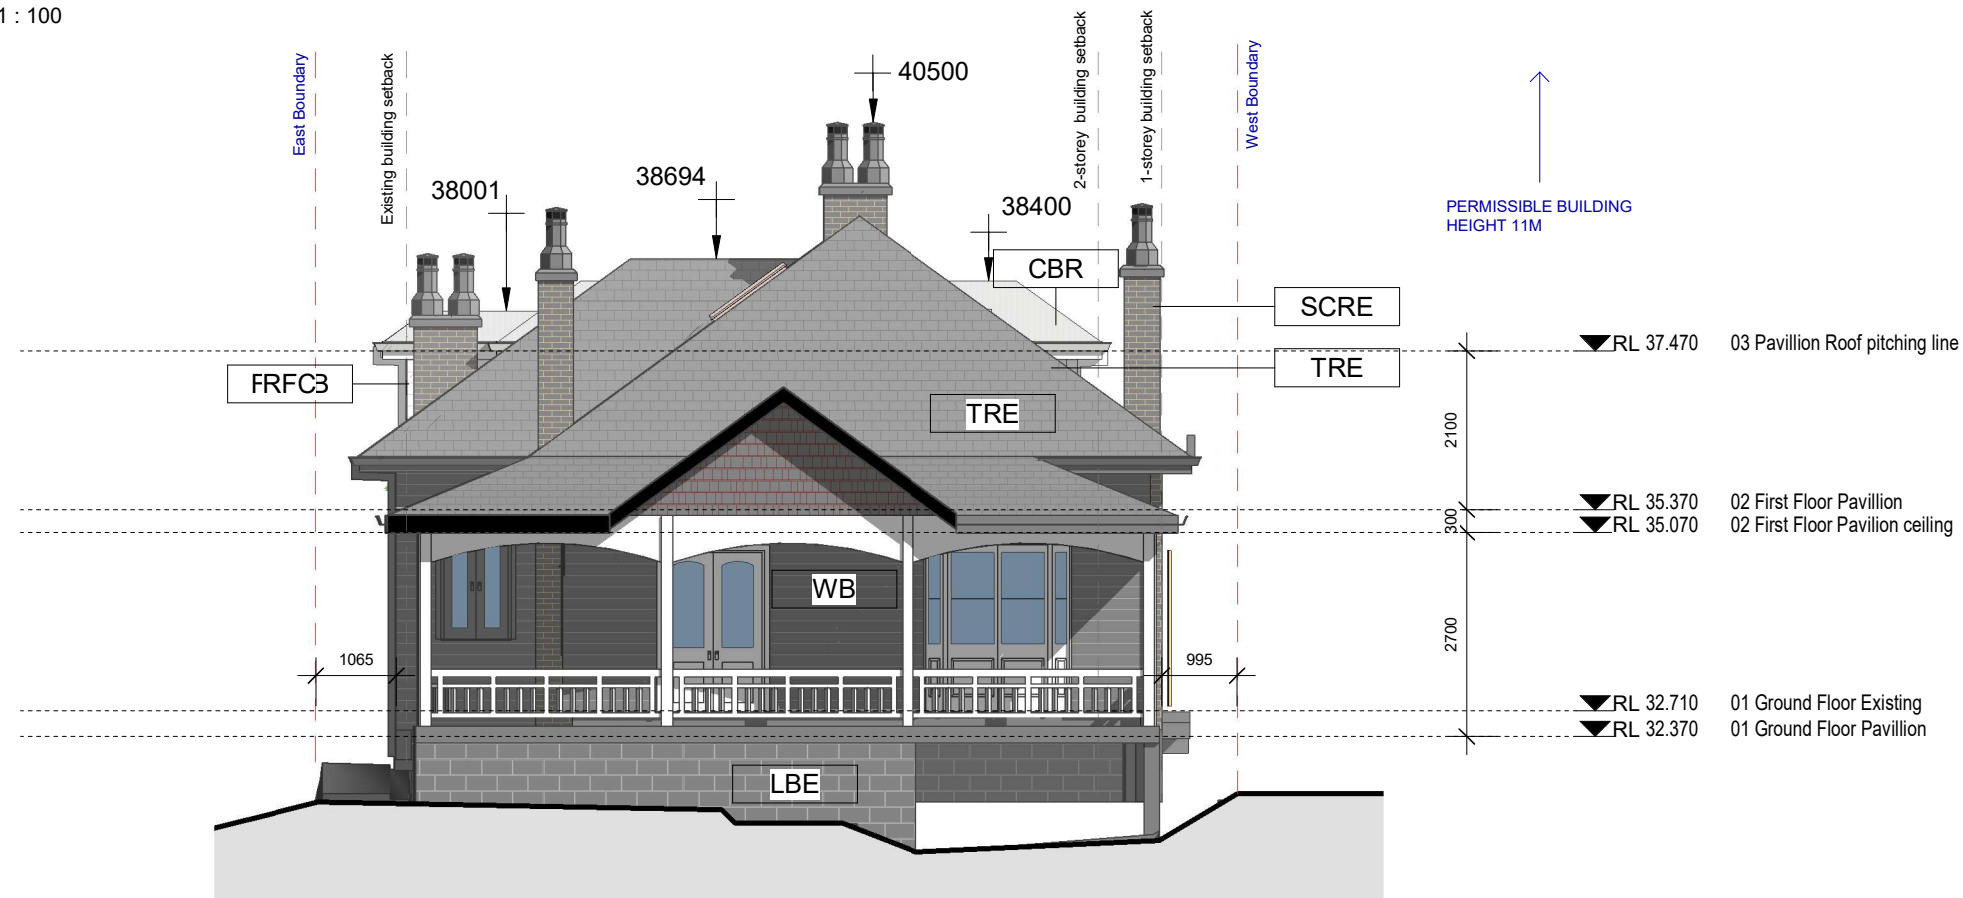 1 : 100
East Boundary
Existing building setback
2-storey building setback
1-storey building setback
West Boundary
40500
38001
38694
38400
PERMISSIBLE BUILDING
HEIGHT 11M
CBR
SCRE
RL 37.470 03 Pavillion Roof pitching line
FRFCB
TRE
TRE
2100
RL 35.370 02 First Floor Pavillion
300
RL 35.070 02 First Floor Pavilion ceiling
WB
2700
1065
995
RL 32.710 01 Ground Floor Existing
RL 32.370 01 Ground Floor Pavillion
LBE